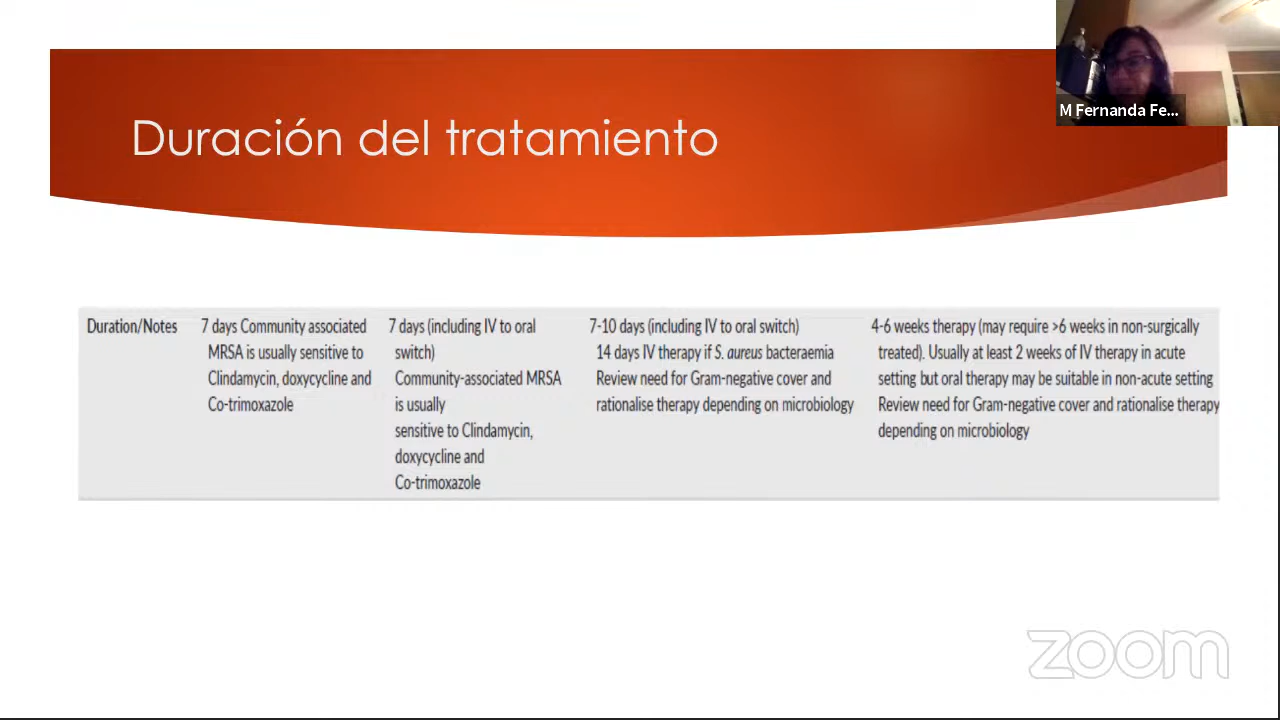 M Fernanda Fe...
Duración del tratamiento
Duration/Notes
7 days Community associated
MRSA is usually sensitive to
Clindamycin, doxycycline and
Co-trimoxazole
7 days (including IV to oral
switch)
Community-associated MRSA
is usually
sensitive to Clindamycin,
doxycycline and
Co-trimoxazole
7-10 days (including IV to oral switch)
14 days IV therapy if S. aureus bacteraemia
Review need for Gram-negative cover and
rationalise therapy depending on microbiology
4-6 weeks therapy (may require >6 weeks in non-surgically
treated). Usually at least 2 weeks of IV therapy in acute
setting but oral therapy may be suitable in non-acute setting
Review need for Gram-negative cover and rationalise therapy
depending on microbiology
zoom